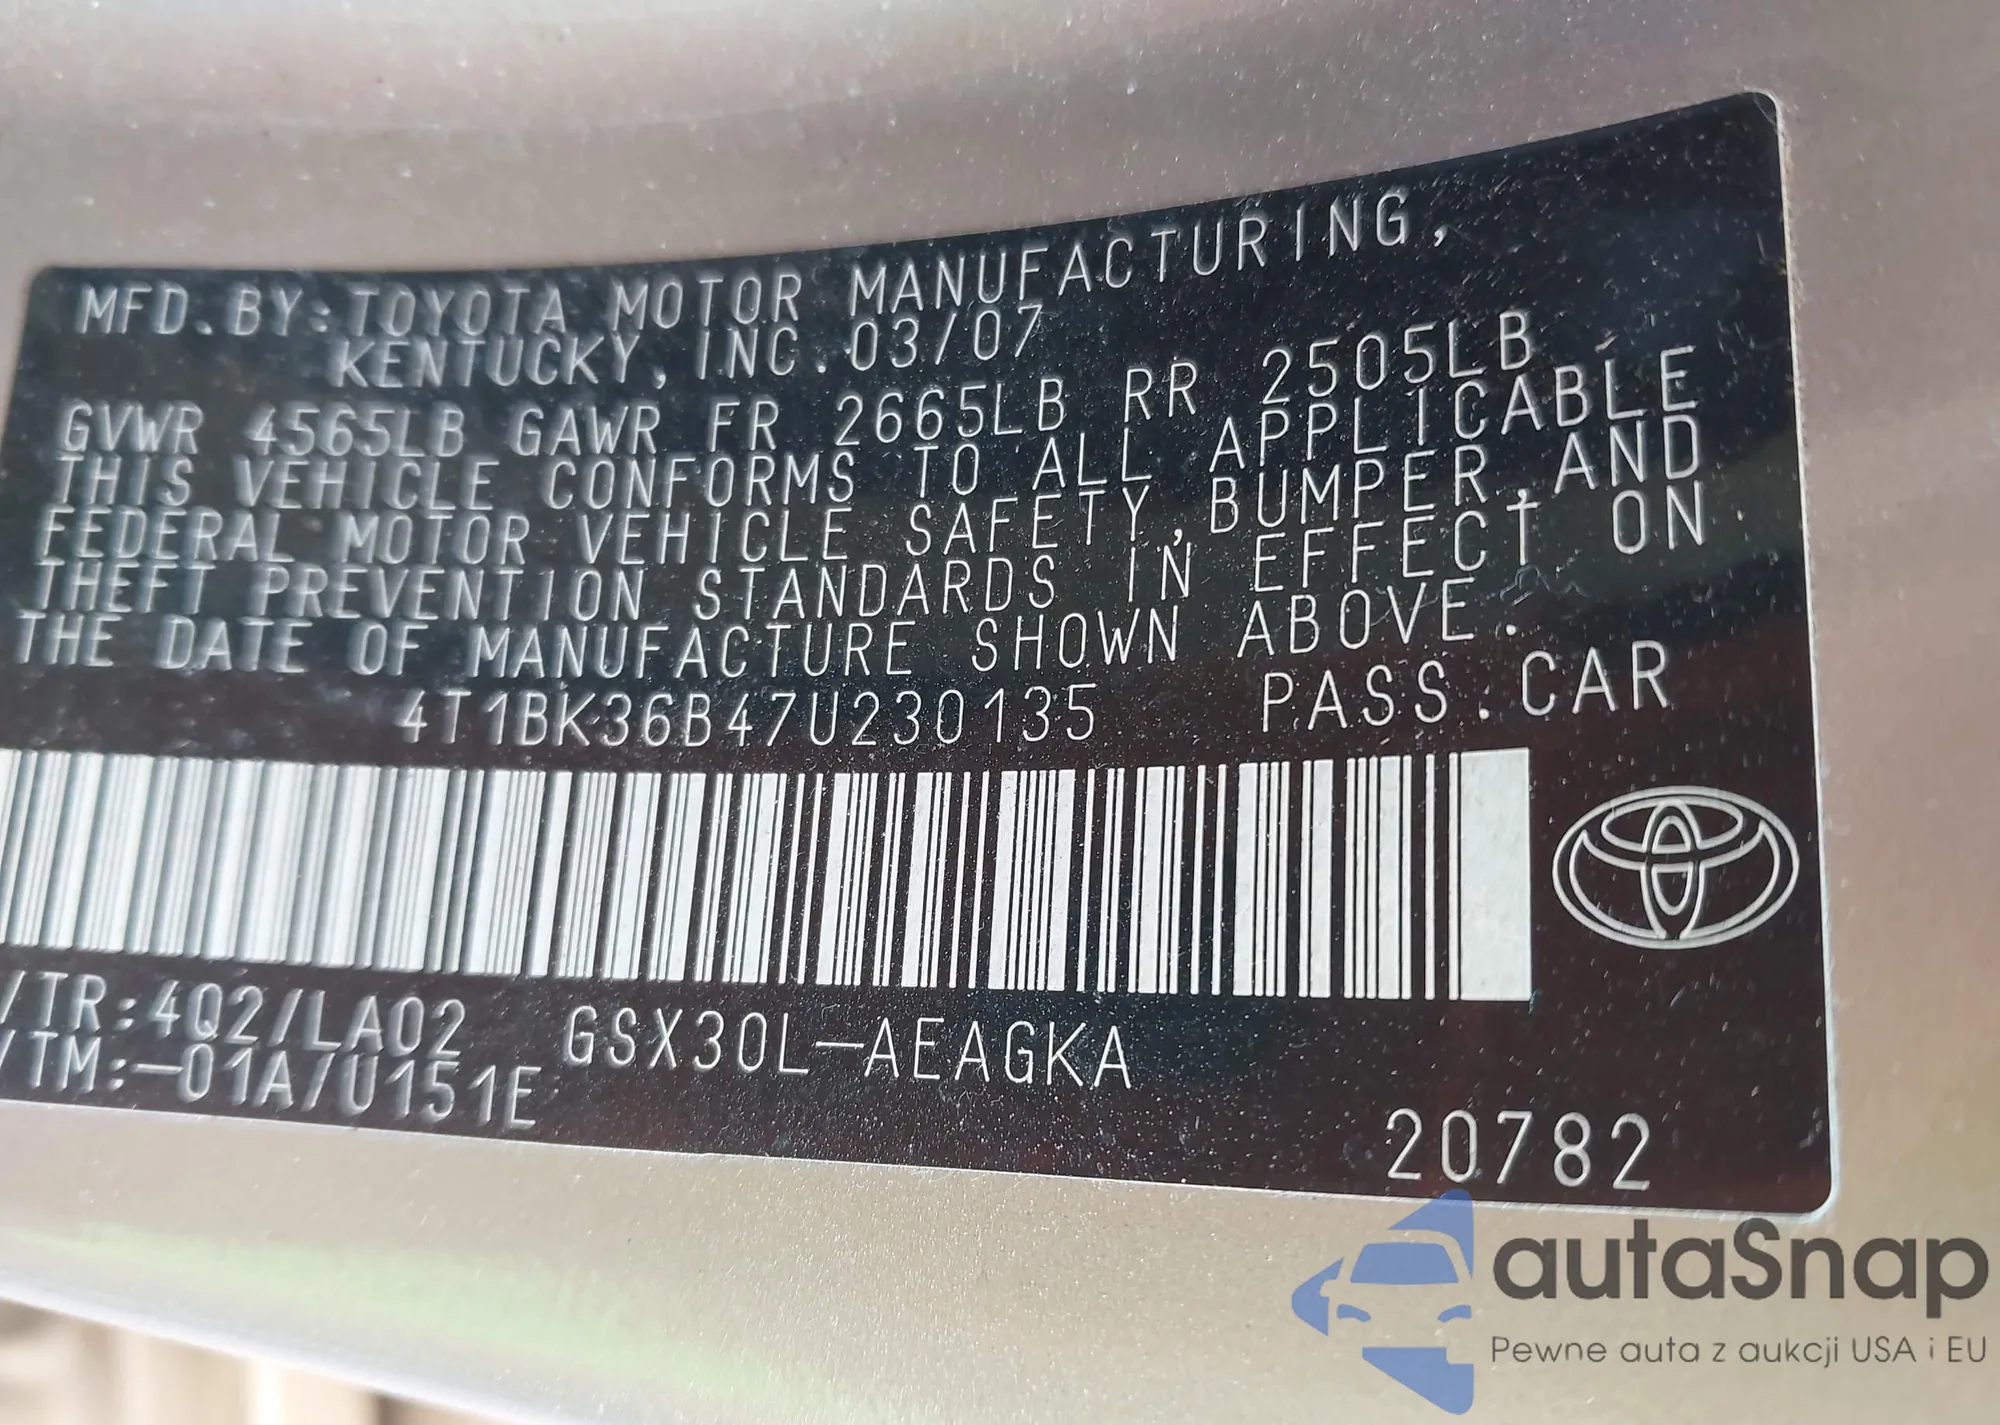 MFD.BY:TOYOTA MOTOR MANUFACTURING,
KENTUCKY, INC. 03/07
GVWR 4565LB GAWR FR 2665LB RR 2505LB
THIS VEHICLE CONFORMS TO ALL APPLICABLE
FEDERAL MOTOR VEHICLE SAFETY, BUMPER, AND
THEFT PREVENTION STANDARDS IN EFFECT ON
THE DATE OF MANUFACTURE SHOWN ABOVE.
4T1BK36B47U230135 PASS.CAR
/TR:4Q2/LA02 GSX30L-AEAGKA
/TM:-01A/U151E
20782
autaSnap
Pewne auta z aukcji USA i EU